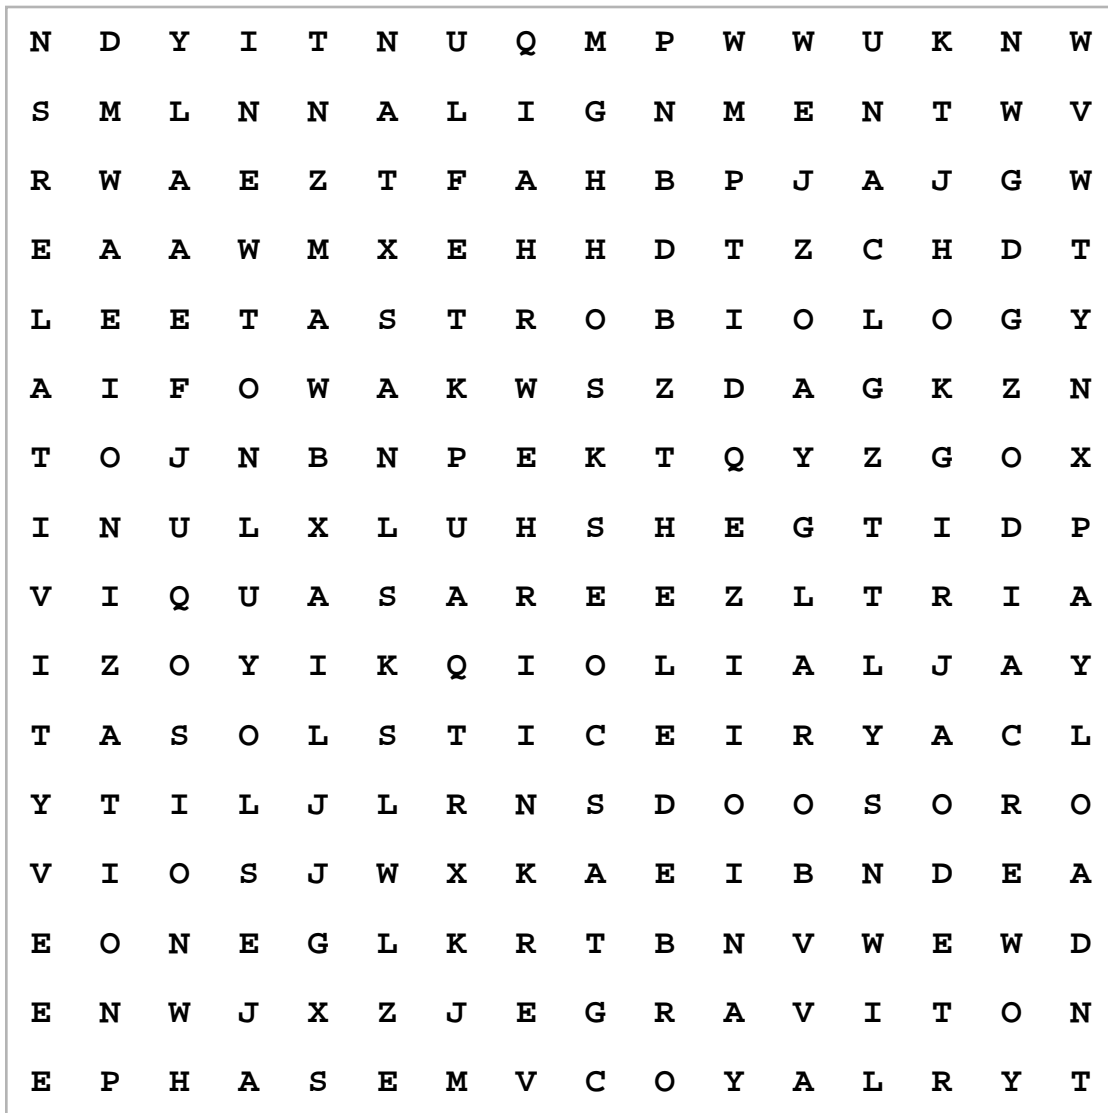 N D Y I T N U Q M P W W U K N W
S M L N N A L I G N M E N T W V
R W A E Z T F A H B P J A J G W
E A A W M X E H H D T Z C H D T
L E E T A S T R O B I O L O G Y
A I F O W A K W S Z D A G K Z N
T O J N B N P E K T Q Y Z G O X
I N U L X L U H S H E G T I D P
V I Q U A S A R E E Z L T R I A
I Z O Y I K Q I O L I A L J A Y
T A S O L S T I C E I R Y A C L
Y T I L J L R N S D O O S O R O
V I O S J W X K A E I B N D E A
E O N E G L K R T B N V W E W D
E N W J X Z J E G R A V I T O N
E P H A S E M V C O Y A L R Y T